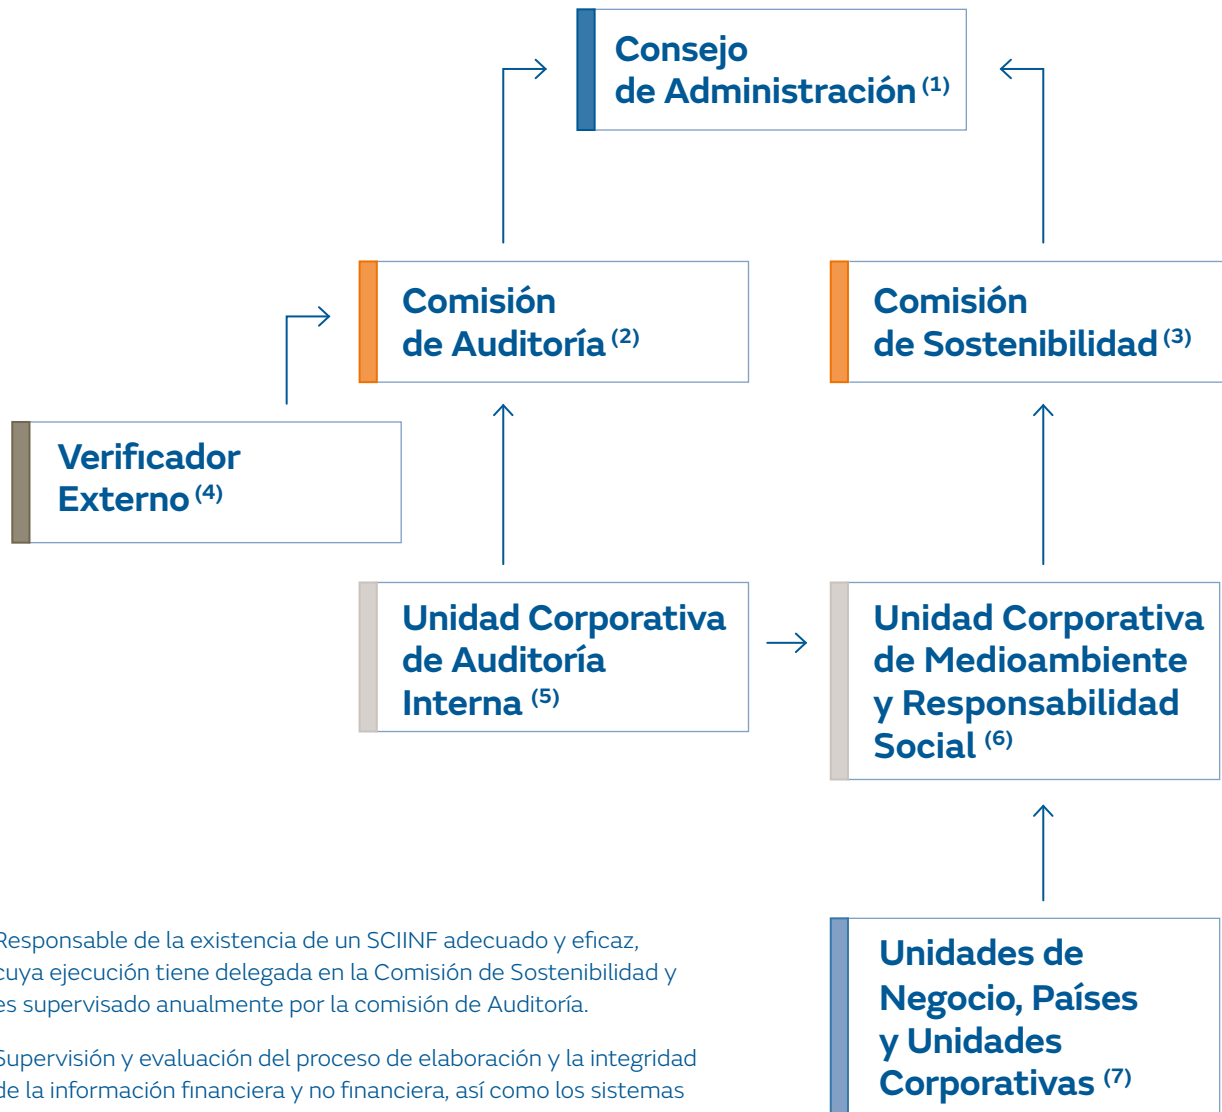 Consejo
de Administración (1)
Comisión
de Auditoría (2)
Comisión
de Sostenibilidad (3)
Verificador
Externo (4)
Unidad Corporativa
de Auditoría
Interna (5)
Unidad Corporativa
de Medioambiente
y Responsabilidad
Social (6)
Unidades de
Negocio, Países
y Unidades
Corporativas (7)
Responsable de la existencia de un SCIINF adecuado y eficaz,
cuya ejecución tiene delegada en la Comisión de Sostenibilidad y
es supervisado anualmente por la comisión de Auditoría.
Supervisión y evaluación del proceso de elaboración y la integridad
de la información financiera y no financiera, así como los sistemas